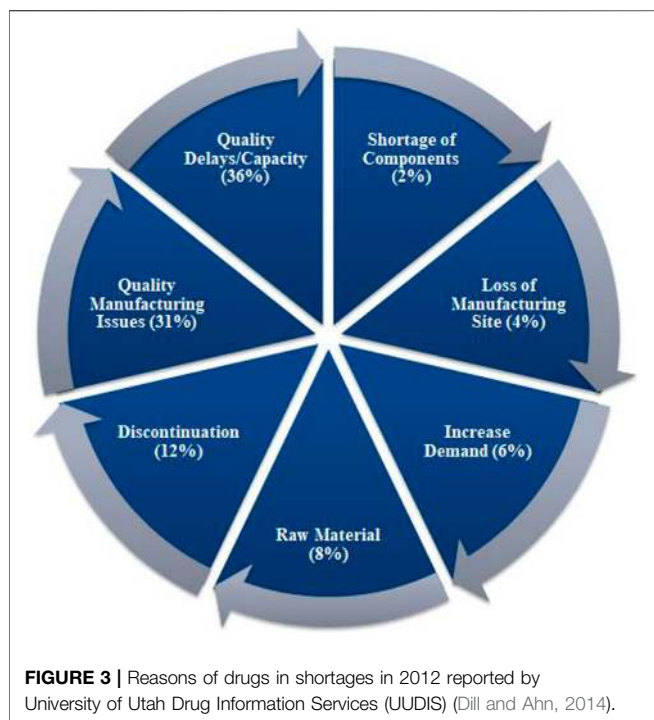 Shortage of
Components
(2%)
Loss of
Manufacturing
Site (4%)
Increase
Demand (6%)
Raw Material
(8%)
Discontinuation
(12%)
Quality
Manufacturing
Issues (31%)
Quality
Delays/Capacity
(36%)
FIGURE 3 | Reasons of drugs in shortages in 2012 reported by
University of Utah Drug Information Services (UUDIS) (Dill and Ahn, 2014).